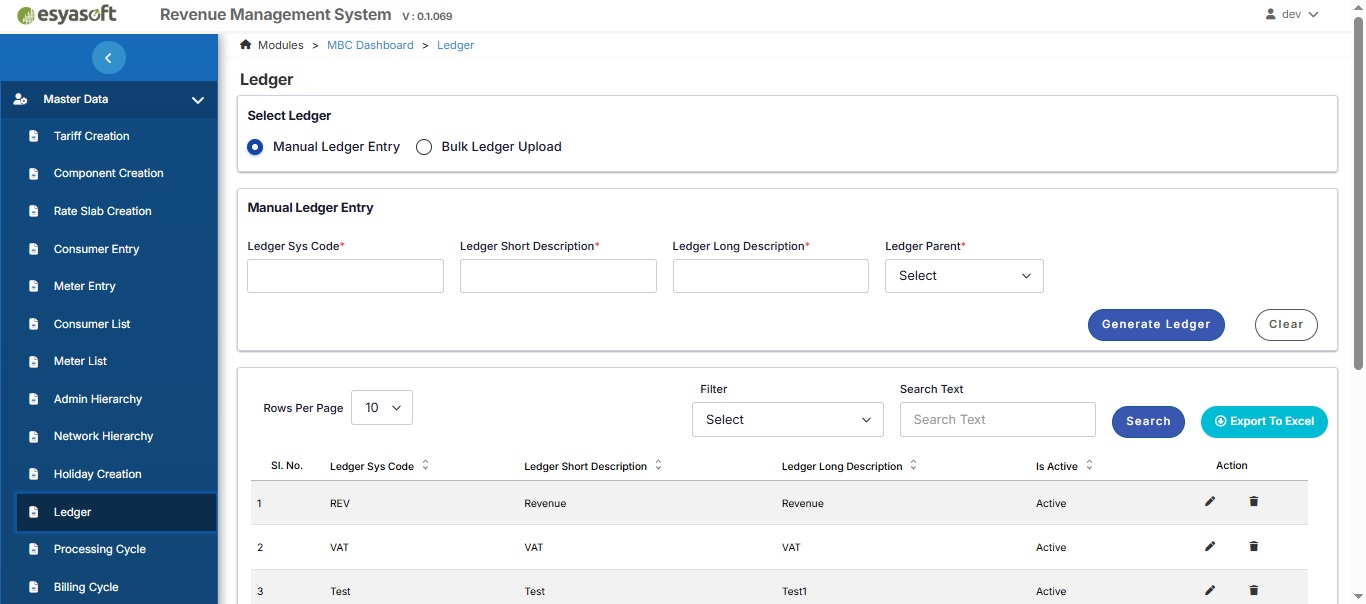 esyasoft
Revenue Management System V : 0.1.069
dev
Modules > MBC Dashboard > Ledger
Master Data
Tariff Creation
Component Creation
Rate Slab Creation
Consumer Entry
Meter Entry
Consumer List
Meter List
Admin Hierarchy
Network Hierarchy
Holiday Creation
Ledger
Processing Cycle
Billing Cycle
Ledger
Select Ledger
Manual Ledger Entry Bulk Ledger Upload
Manual Ledger Entry
Ledger Sys Code* Ledger Short Description* Ledger Long Description* Ledger Parent*
Select
Generate Ledger Clear
Filter Search Text
Rows Per Page 10 Select Search Text Search Export To Excel
Sl. No. Ledger Sys Code Ledger Short Description Ledger Long Description Is Active Action
1 REV Revenue Revenue Active
2 VAT VAT VAT Active
3 Test Test Test1 Active